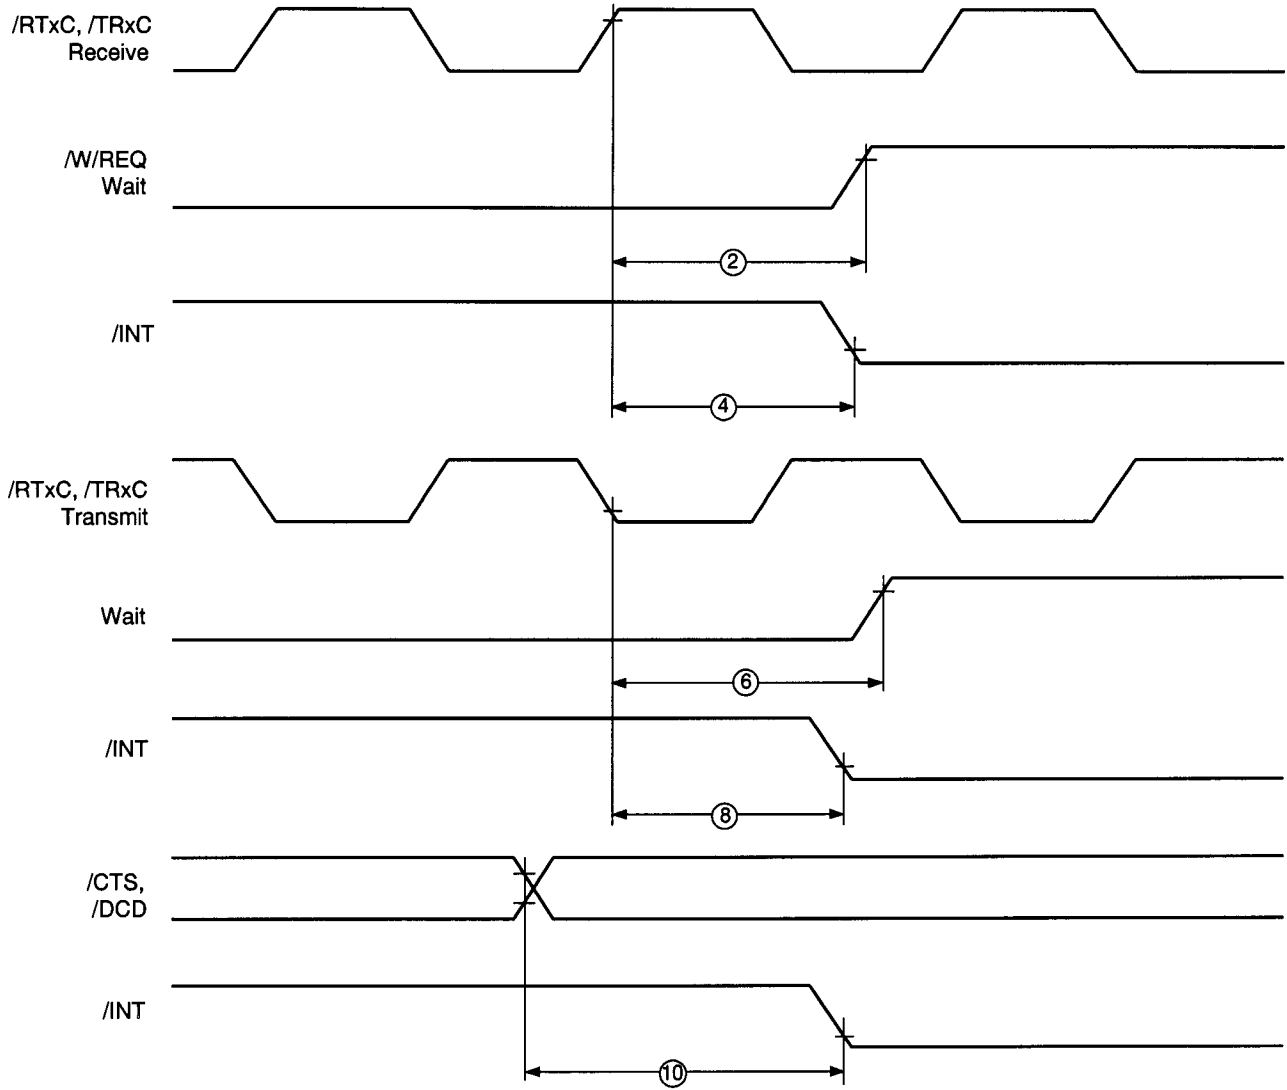 /RTxC, /TRxC
Receive
/W/REQ
Wait
2
/INT
4
/RTxC, /TRxC
Transmit
Wait
6
/INT
8
/CTS,
/DCD
/INT
10